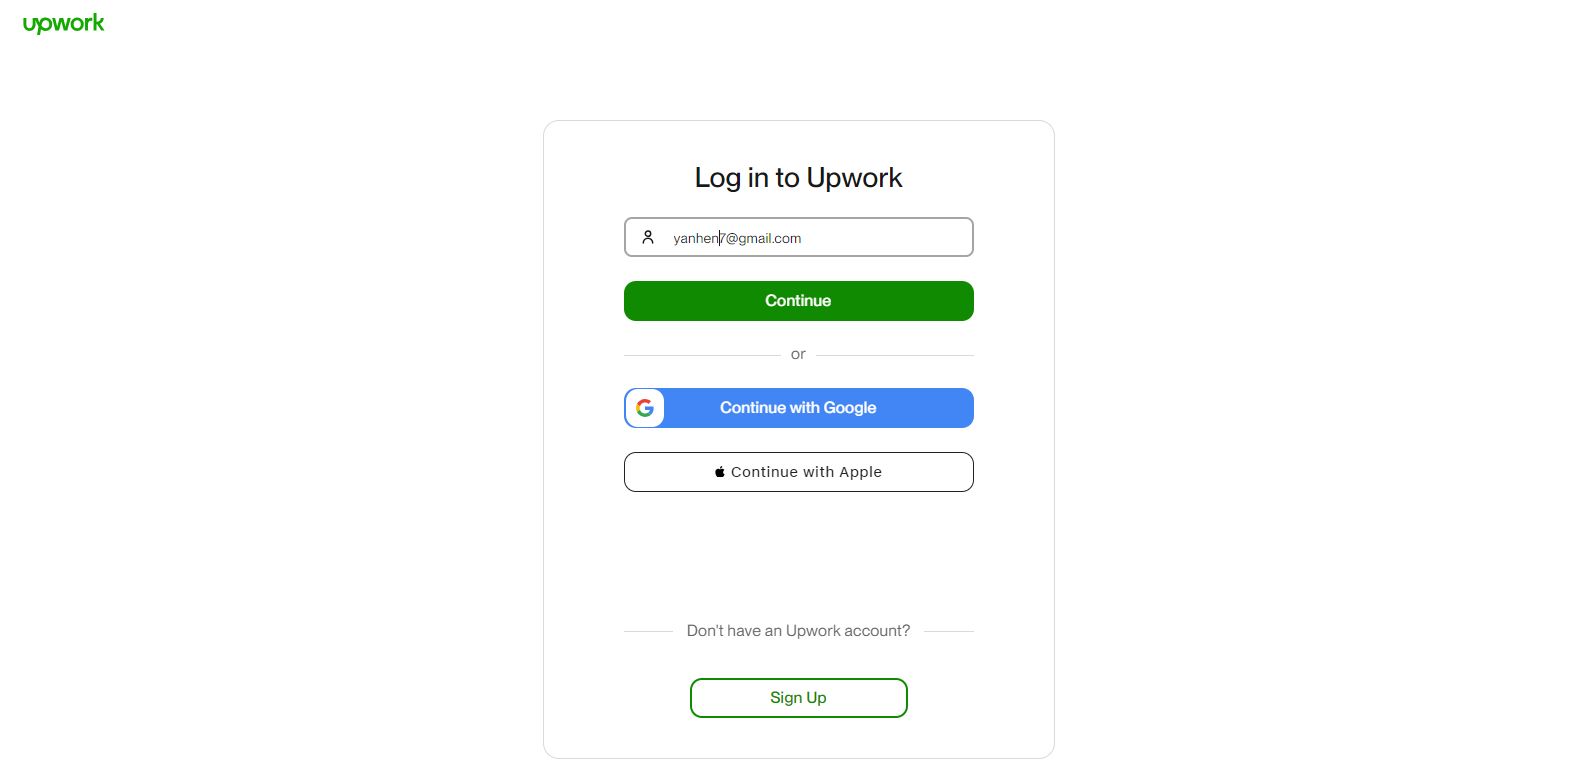 upwork
Log in to Upwork
yanhen7@gmail.com
Continue
or
Continue with Google
Continue with Apple
Don't have an Upwork account?
Sign Up